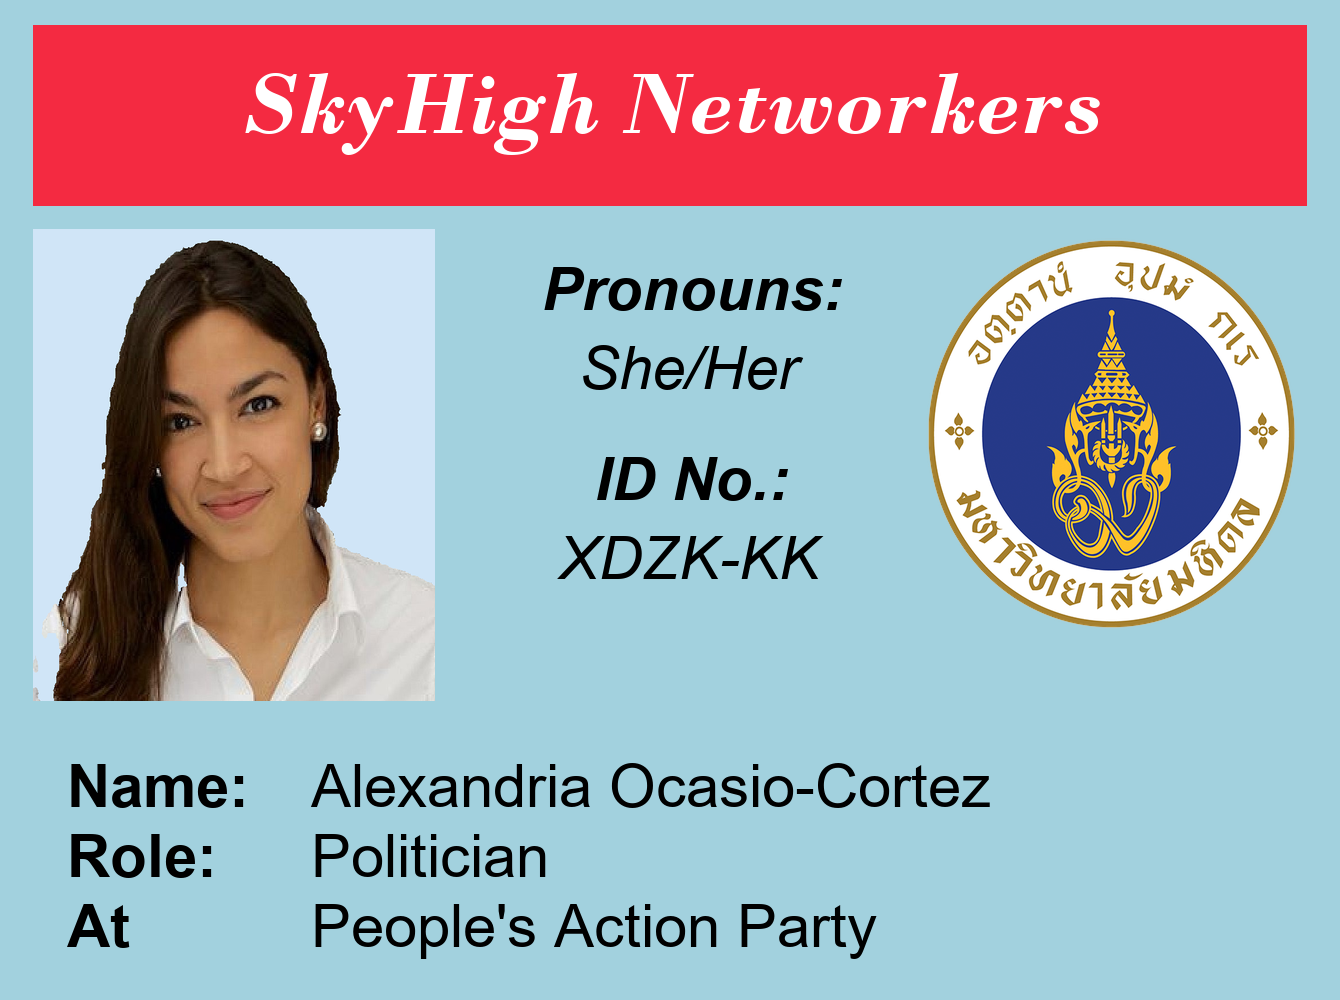 SkyHigh Networkers
Pronouns:
She/Her
ID No.:
XDZK-KK
อตฺตานํ อุปมํ กเร
มหาวิทยาลัยมหิดล
Name: Alexandria Ocasio-Cortez
Role: Politician
At People's Action Party